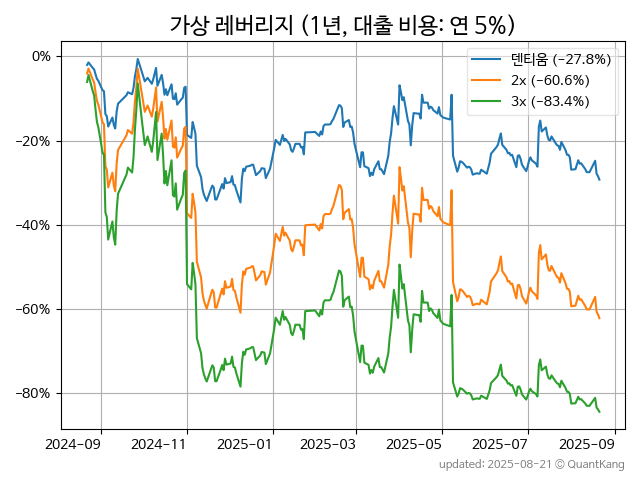 가상 레버리지 (1년, 대출 비용: 연 5%)
덴티움 (−27.8%)
2x (−60.6%)
3x (−83.4%)
0%
−20%
−40%
−60%
−80%
2024-09 2024-11 2025-01 2025-03 2025-05 2025-07 2025-09
updated: 2025-08-21 © QuantKang